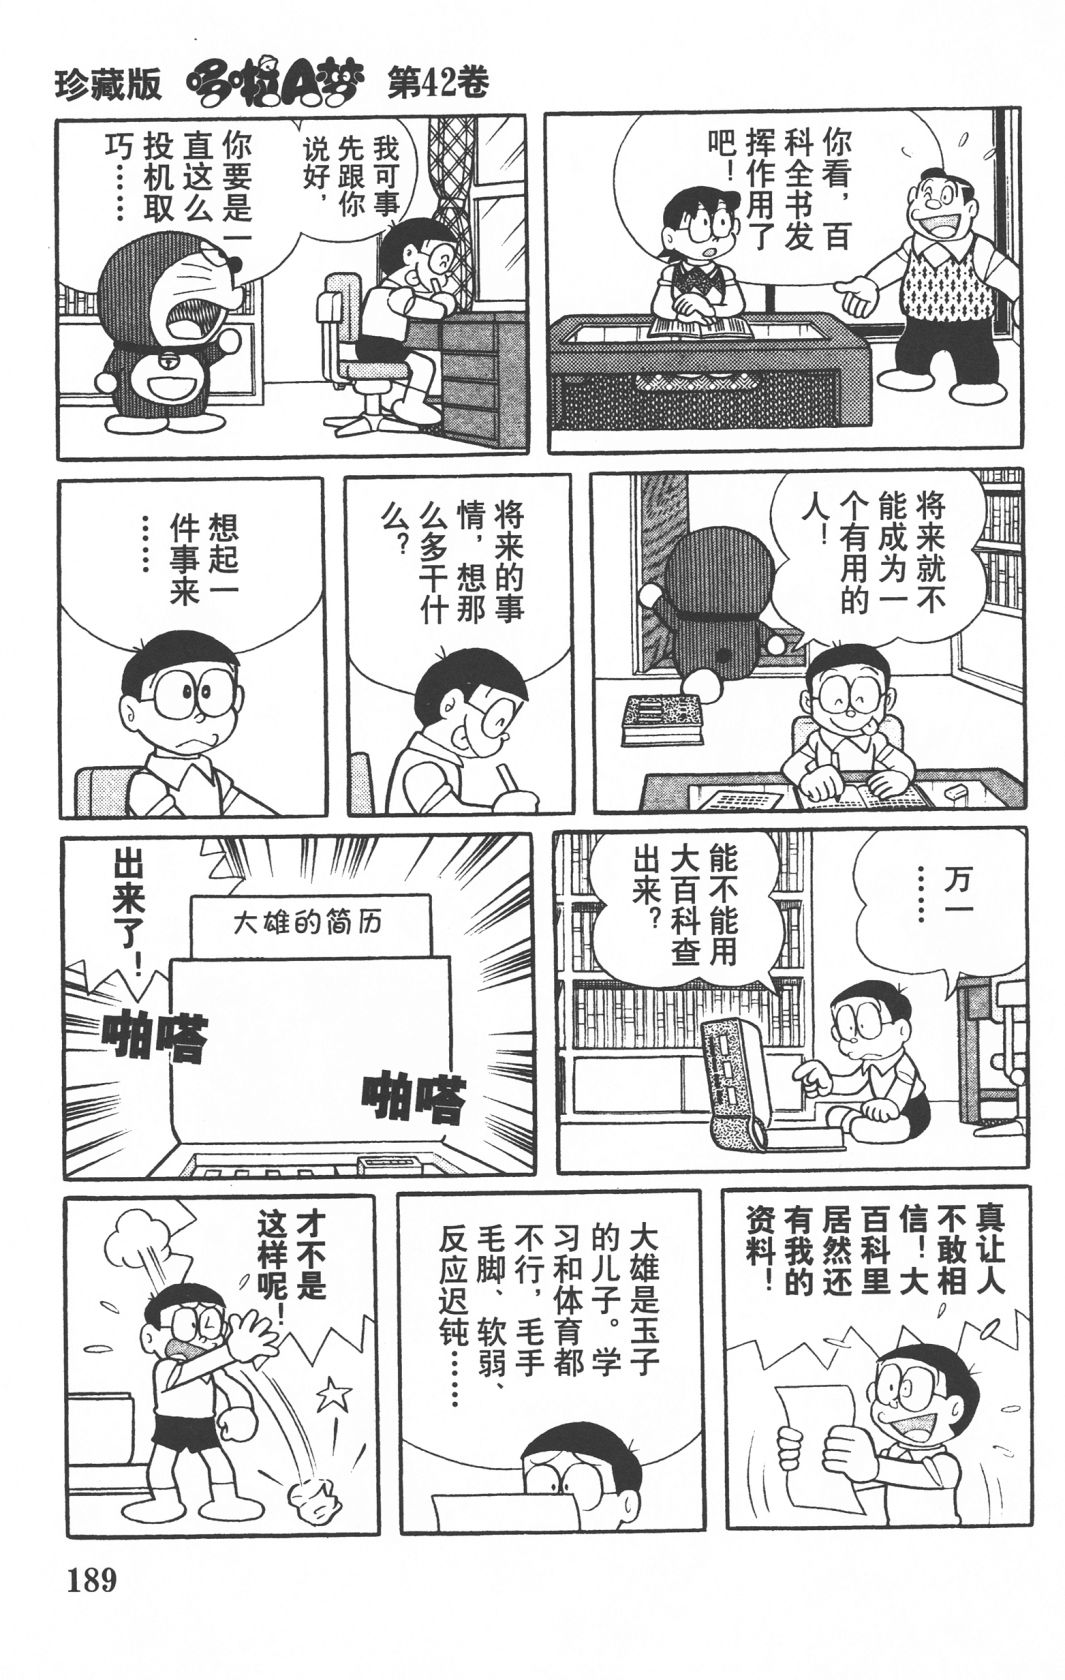 珍藏版 哆啦A梦 第42卷
你看，百
科全书发
挥作用了
吧！
我可事
先跟你
说好，
你要是一
直这么
投机取
巧……
将来就不
能成为一
个有用的
人！
将来的事
情，想那
么多干什
么？
想起一
件事来
……
万一
……
能不能用
大百科查
出来？
出来了！
大雄的简历
啪嗒
啪嗒
真让人
不敢相
信！大
百科里
居然还
有我的
资料！
大雄是玉子
的儿子。学
习和体育都
不行，毛手
毛脚、软弱、
反应迟钝……
才不是
这样呢！
189